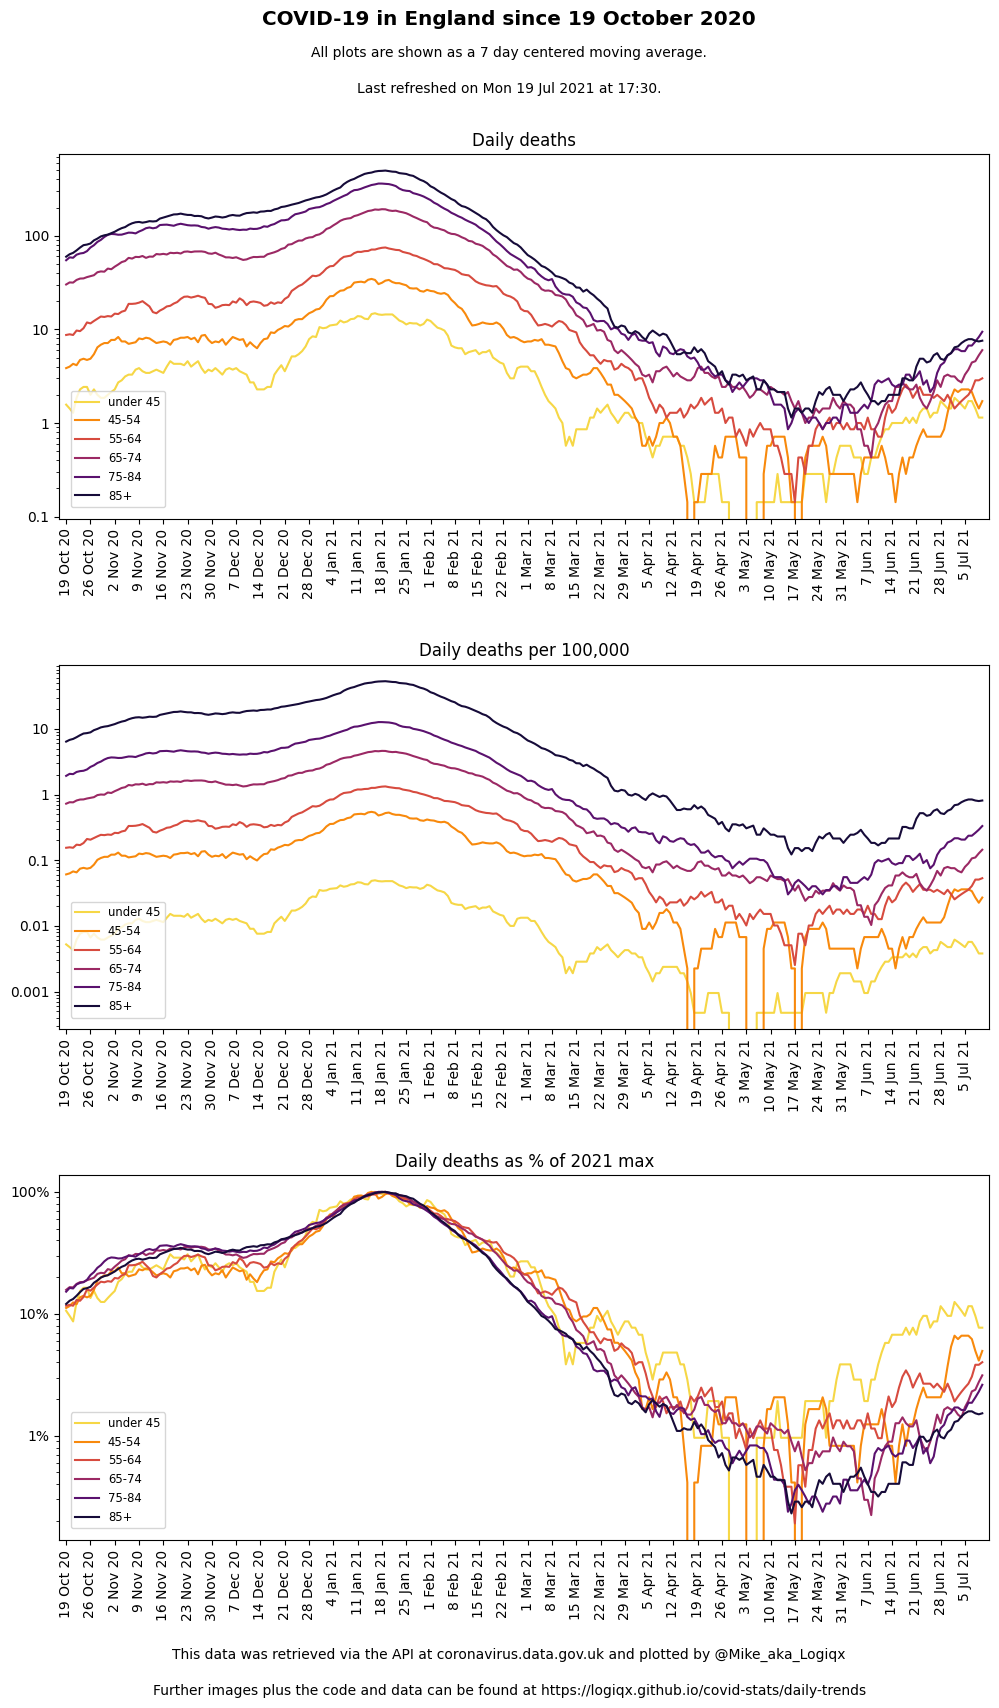 COVID-19 in England since 19 October 2020
All plots are shown as a 7 day centered moving average.
Last refreshed on Mon 19 Jul 2021 at 17:30.
Daily deaths
100
10
1
0.1
under 45
45-54
55-64
65-74
75-84
85+
19 Oct 20
26 Oct 20
2 Nov 20
9 Nov 20
16 Nov 20
23 Nov 20
30 Nov 20
7 Dec 20
14 Dec 20
21 Dec 20
28 Dec 20
4 Jan 21
11 Jan 21
18 Jan 21
25 Jan 21
1 Feb 21
8 Feb 21
15 Feb 21
22 Feb 21
1 Mar 21
8 Mar 21
15 Mar 21
22 Mar 21
29 Mar 21
5 Apr 21
12 Apr 21
19 Apr 21
26 Apr 21
3 May 21
10 May 21
17 May 21
24 May 21
31 May 21
7 Jun 21
14 Jun 21
21 Jun 21
28 Jun 21
5 Jul 21
Daily deaths per 100,000
10
1
0.1
0.01
0.001
under 45
45-54
55-64
65-74
75-84
85+
19 Oct 20
26 Oct 20
2 Nov 20
9 Nov 20
16 Nov 20
23 Nov 20
30 Nov 20
7 Dec 20
14 Dec 20
21 Dec 20
28 Dec 20
4 Jan 21
11 Jan 21
18 Jan 21
25 Jan 21
1 Feb 21
8 Feb 21
15 Feb 21
22 Feb 21
1 Mar 21
8 Mar 21
15 Mar 21
22 Mar 21
29 Mar 21
5 Apr 21
12 Apr 21
19 Apr 21
26 Apr 21
3 May 21
10 May 21
17 May 21
24 May 21
31 May 21
7 Jun 21
14 Jun 21
21 Jun 21
28 Jun 21
5 Jul 21
Daily deaths as % of 2021 max
100%
10%
1%
under 45
45-54
55-64
65-74
75-84
85+
19 Oct 20
26 Oct 20
2 Nov 20
9 Nov 20
16 Nov 20
23 Nov 20
30 Nov 20
7 Dec 20
14 Dec 20
21 Dec 20
28 Dec 20
4 Jan 21
11 Jan 21
18 Jan 21
25 Jan 21
1 Feb 21
8 Feb 21
15 Feb 21
22 Feb 21
1 Mar 21
8 Mar 21
15 Mar 21
22 Mar 21
29 Mar 21
5 Apr 21
12 Apr 21
19 Apr 21
26 Apr 21
3 May 21
10 May 21
17 May 21
24 May 21
31 May 21
7 Jun 21
14 Jun 21
21 Jun 21
28 Jun 21
5 Jul 21
This data was retrieved via the API at coronavirus.data.gov.uk and plotted by @Mike_aka_Logiqx
Further images plus the code and data can be found at https://logiqx.github.io/covid-stats/daily-trends